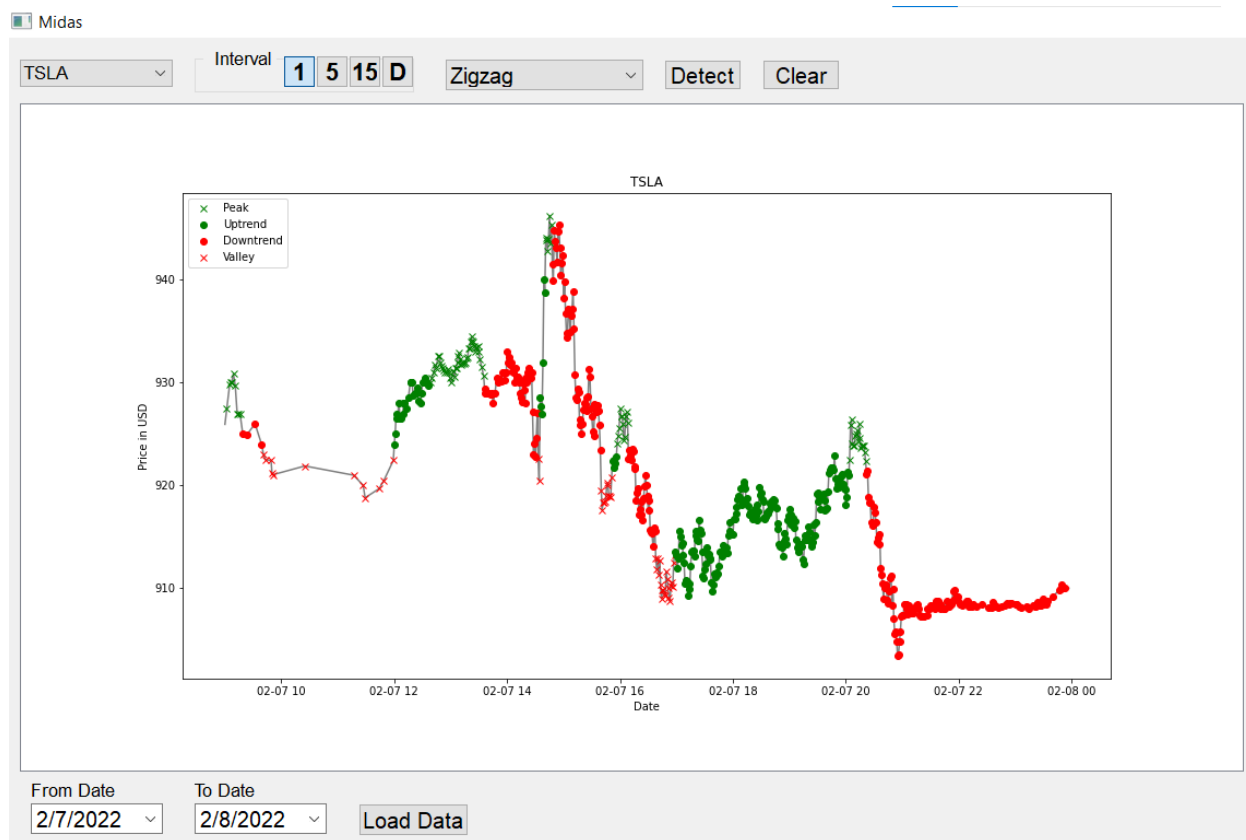 Midas
TSLA
Interval
1 5 15 D
Zigzag
Detect
Clear
TSLA
Peak
Uptrend
Downtrend
Valley
Price in USD
940
930
920
910
02-07 10 02-07 12 02-07 14 02-07 16 02-07 18 02-07 20 02-07 22 02-08 00
Date
From Date To Date
2/7/2022 2/8/2022 Load Data